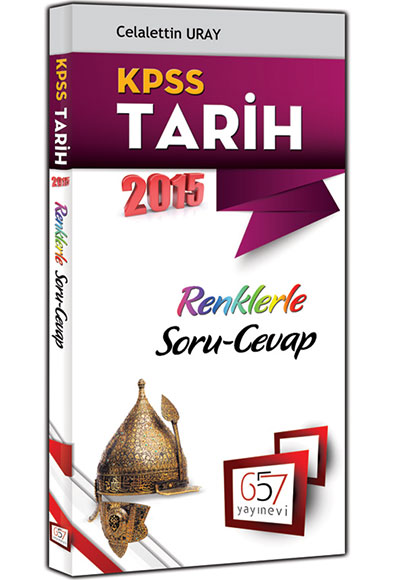 Celalettin URAY
KPSS
TARİH
2015
Renklerle
Soru-Cevap
657
yayınevi
KPSS TARİH 2015 Renklerle Soru-Cevap